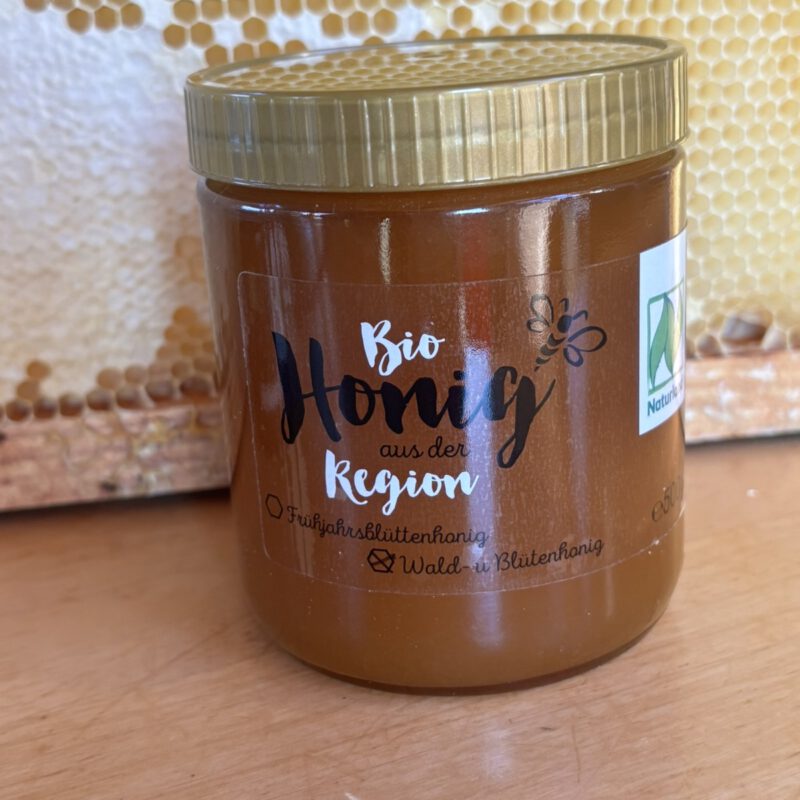 Bio
Honig
aus der
Region
Frühjahrsblüttenhonig
Wald- u Blütenhonig